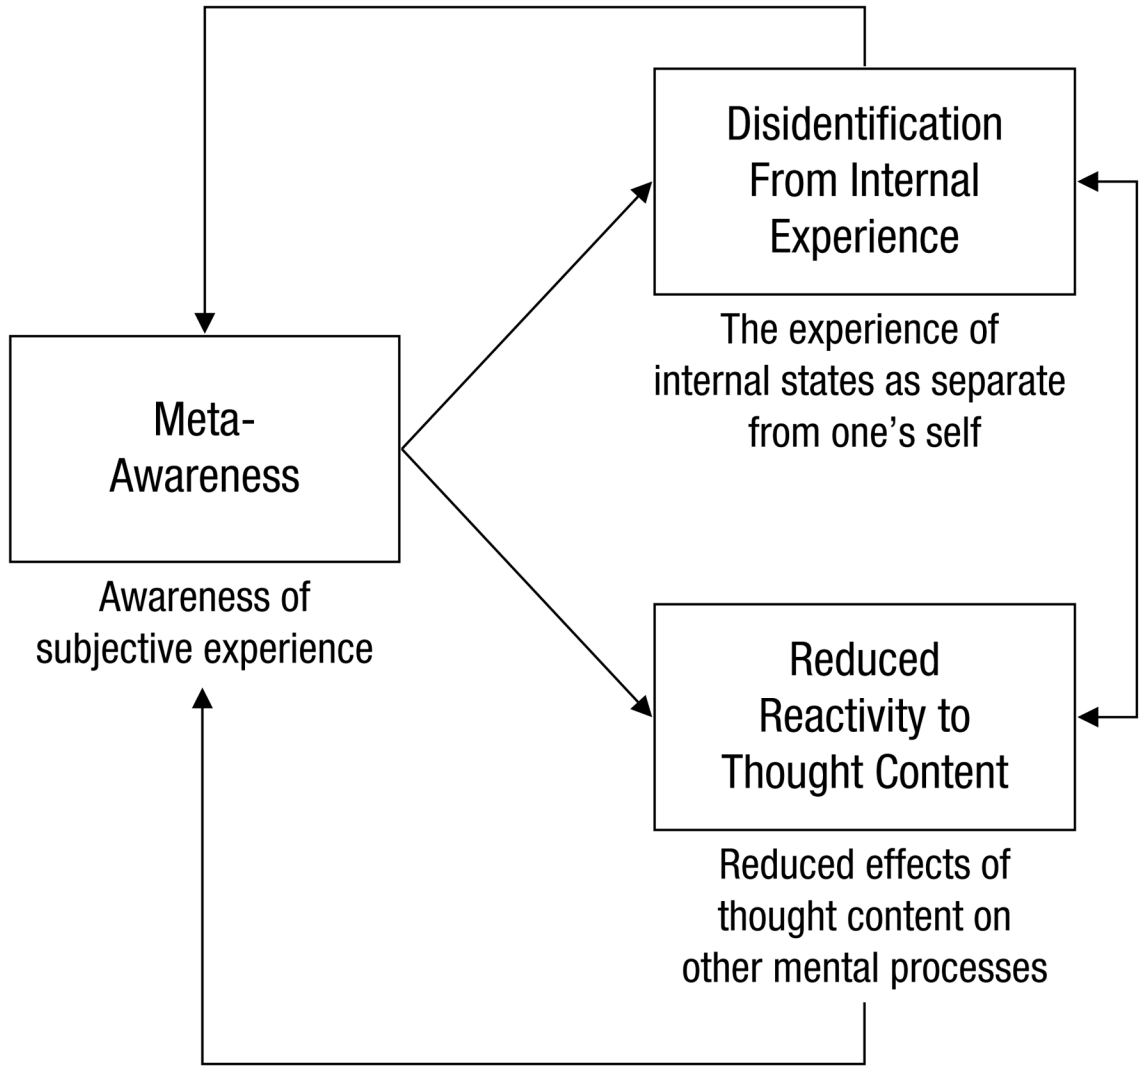 Disidentification
From Internal
Experience
The experience of
internal states as separate
from one’s self
Meta-
Awareness
Awareness of
subjective experience
Reduced
Reactivity to
Thought Content
Reduced effects of
thought content on
other mental processes